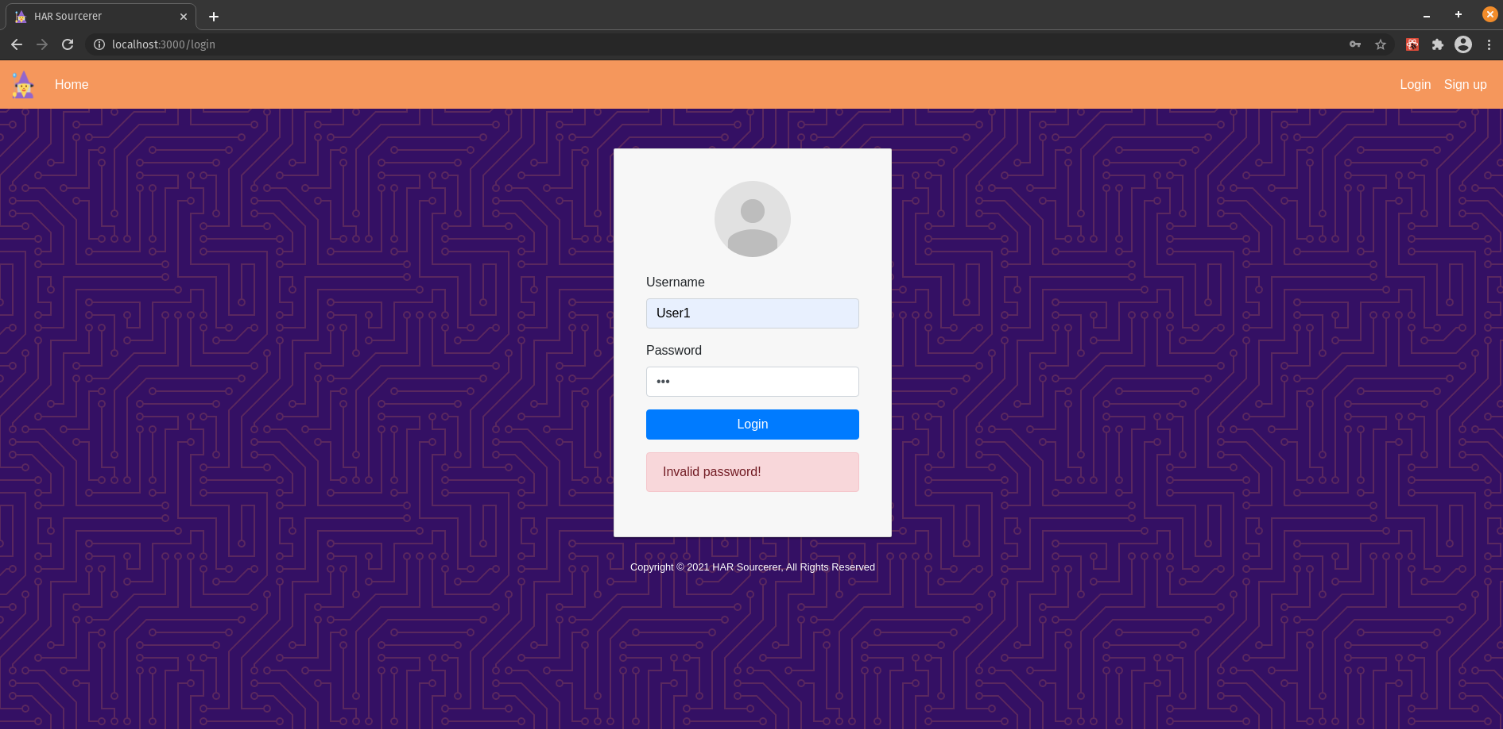 HAR Sourcerer
localhost:3000/login
Home
Login
Sign up
Username
User1
Password
•••
Login
Invalid password!
Copyright © 2021 HAR Sourcerer, All Rights Reserved